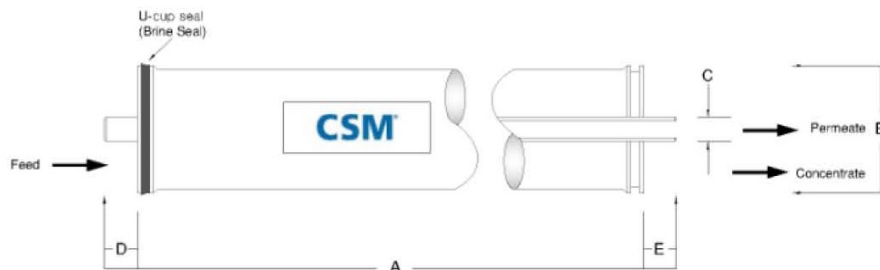 U-cup seal
(Brine Seal)
C
CSM
Permeate
Feed
Concentrate
D
E
A